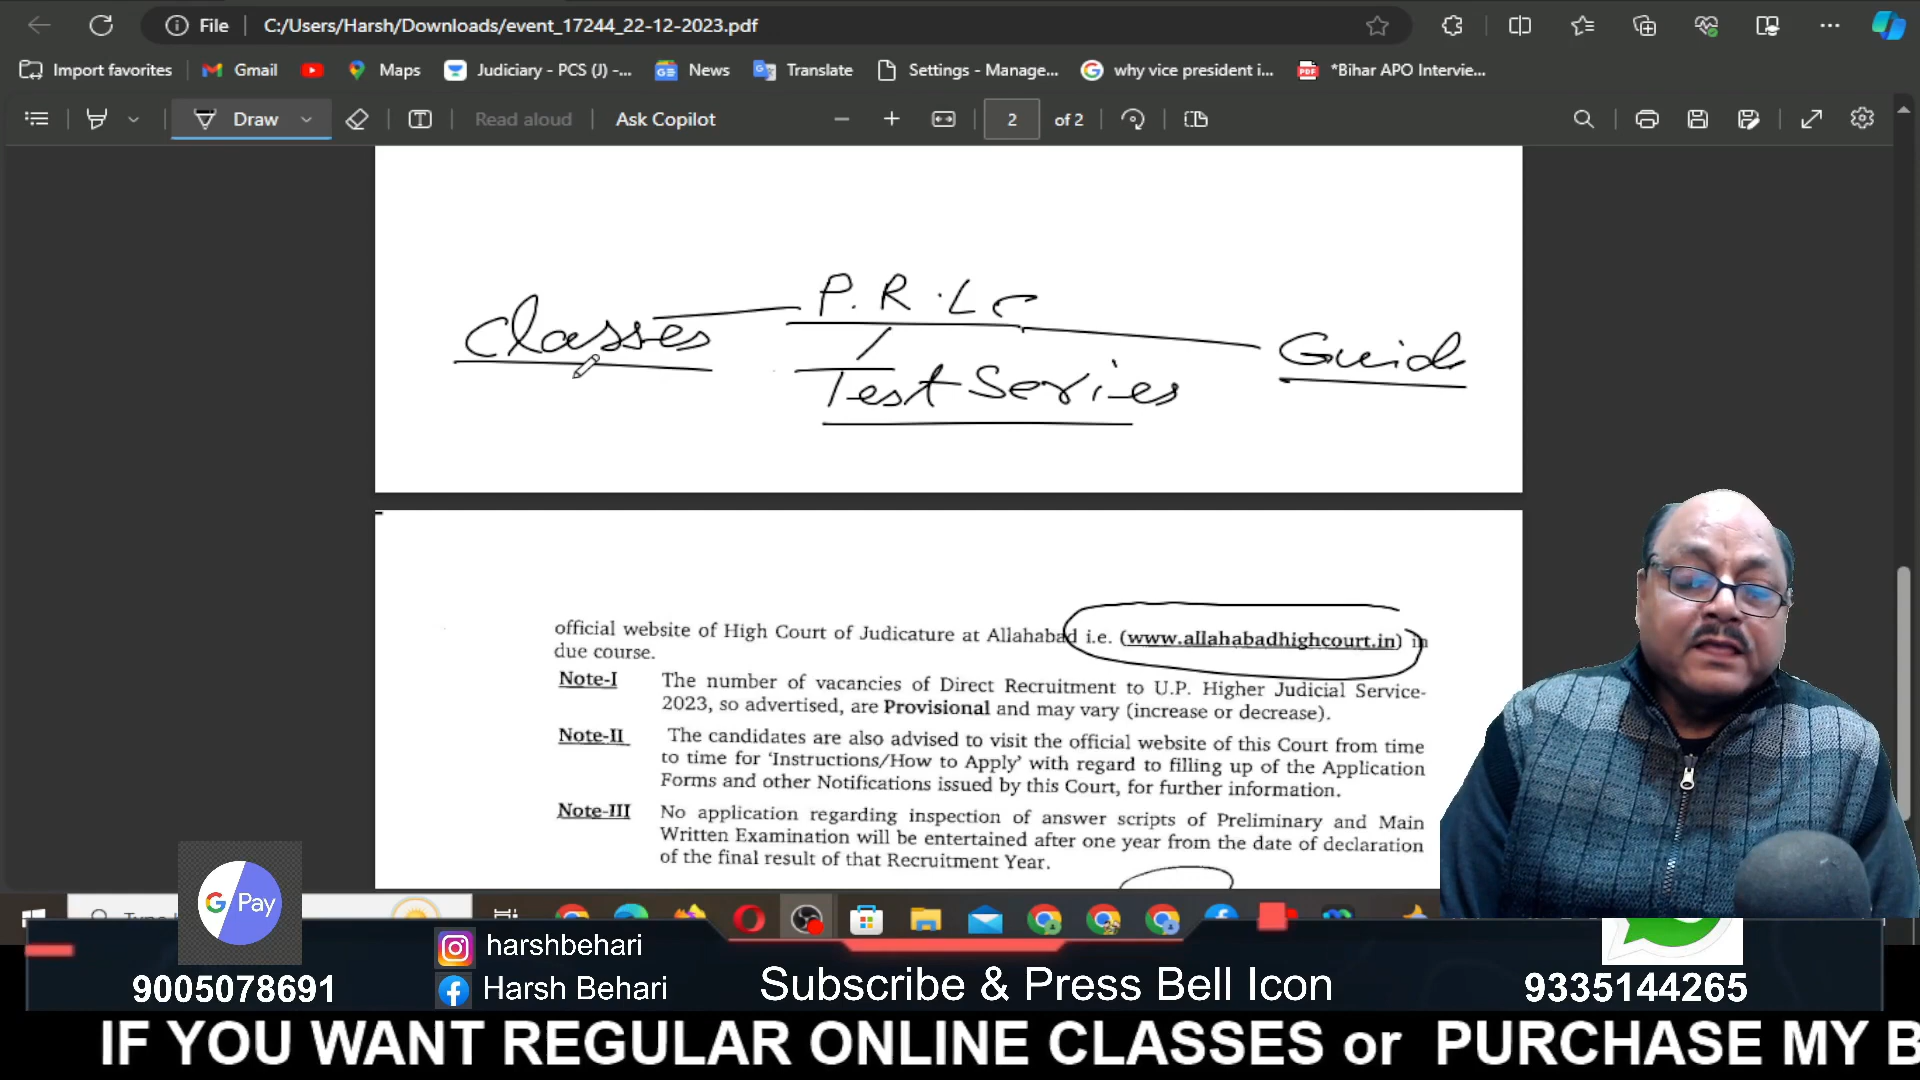 File C:/Users/Harsh/Downloads/event_17244_22-12-2023.pdf
Import favorites Gmail Maps Judiciary - PCS (J) -... News Translate Settings - Manage... why vice president i... *Bihar APO Intervie...
Draw Read aloud Ask Copilot 2 of 2
P.R.Lc
Classes
Guid
Test Series
official website of High Court of Judicature at Allahabad i.e. (www.allahabadhighcourt.in) in
due course.
Note-I The number of vacancies of Direct Recruitment to U.P. Higher Judicial Service-
2023, so advertised, are Provisional and may vary (increase or decrease).
Note-II The candidates are also advised to visit the official website of this Court from time
to time for 'Instructions/How to Apply' with regard to filling up of the Application
Forms and other Notifications issued by this Court, for further information.
Note-III No application regarding inspection of answer scripts of Preliminary and Main
Written Examination will be entertained after one year from the date of declaration
of the final result of that Recruitment Year.
G Pay
harshbehari
9005078691 Harsh Behari Subscribe & Press Bell Icon 9335144265
IF YOU WANT REGULAR ONLINE CLASSES or PURCHASE MY B